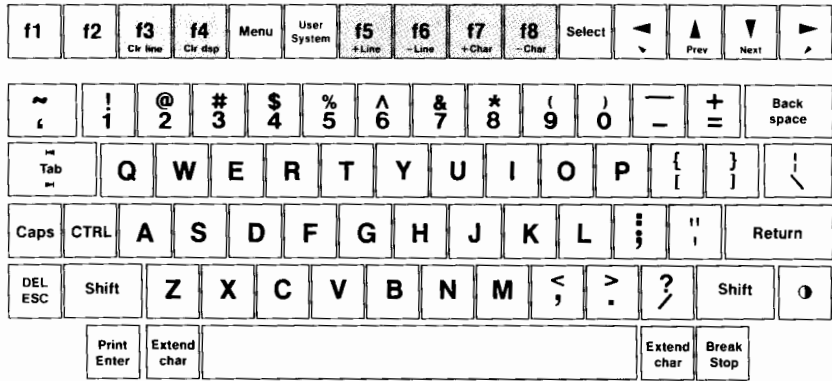 f1 f2 f3 f4 Menu User System f5 f6 f7 f8 Select
Clr line Clr dsp +Line -Line +Char -Char Prev Next
~ ! @ # $ % ^ & * ( ) — + Back space
` 1 2 3 4 5 6 7 8 9 0 - =
Tab Q W E R T Y U I O P { } ¦
[ ] \
Caps CTRL A S D F G H J K L : " Return
; '
DEL Shift Z X C V B N M < > ? Shift
ESC , . /
Print Extend Extend Break
Enter char char Stop